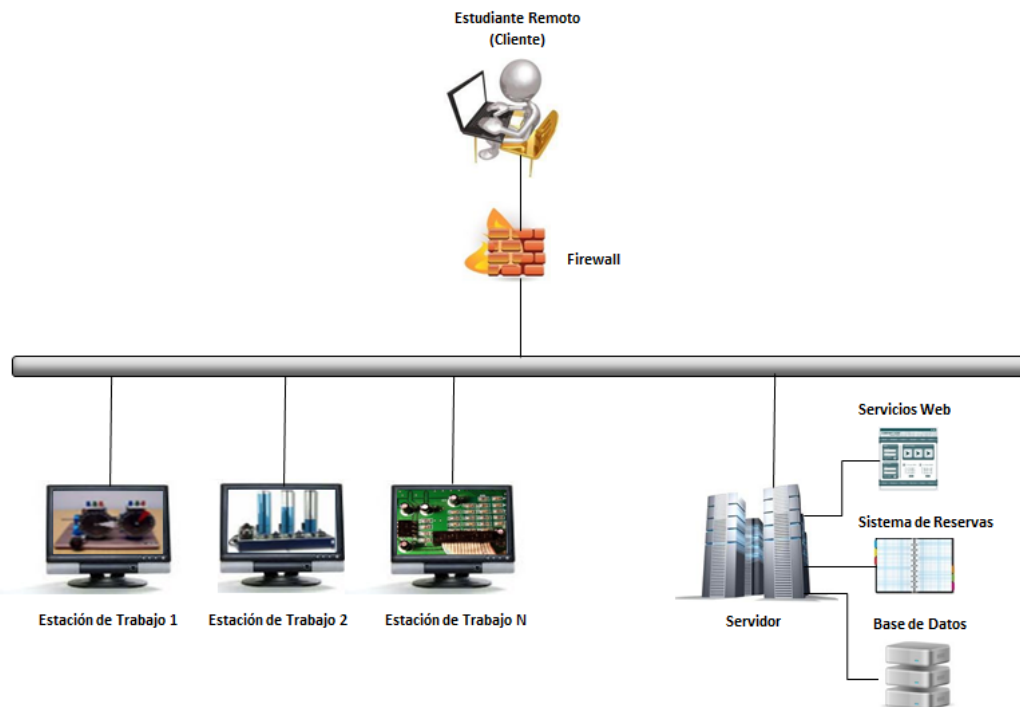 Estudiante Remoto
(Cliente)
Firewall
Servicios Web
Sistema de Reservas
Estación de Trabajo 1
Estación de Trabajo 2
Estación de Trabajo N
Servidor
Base de Datos